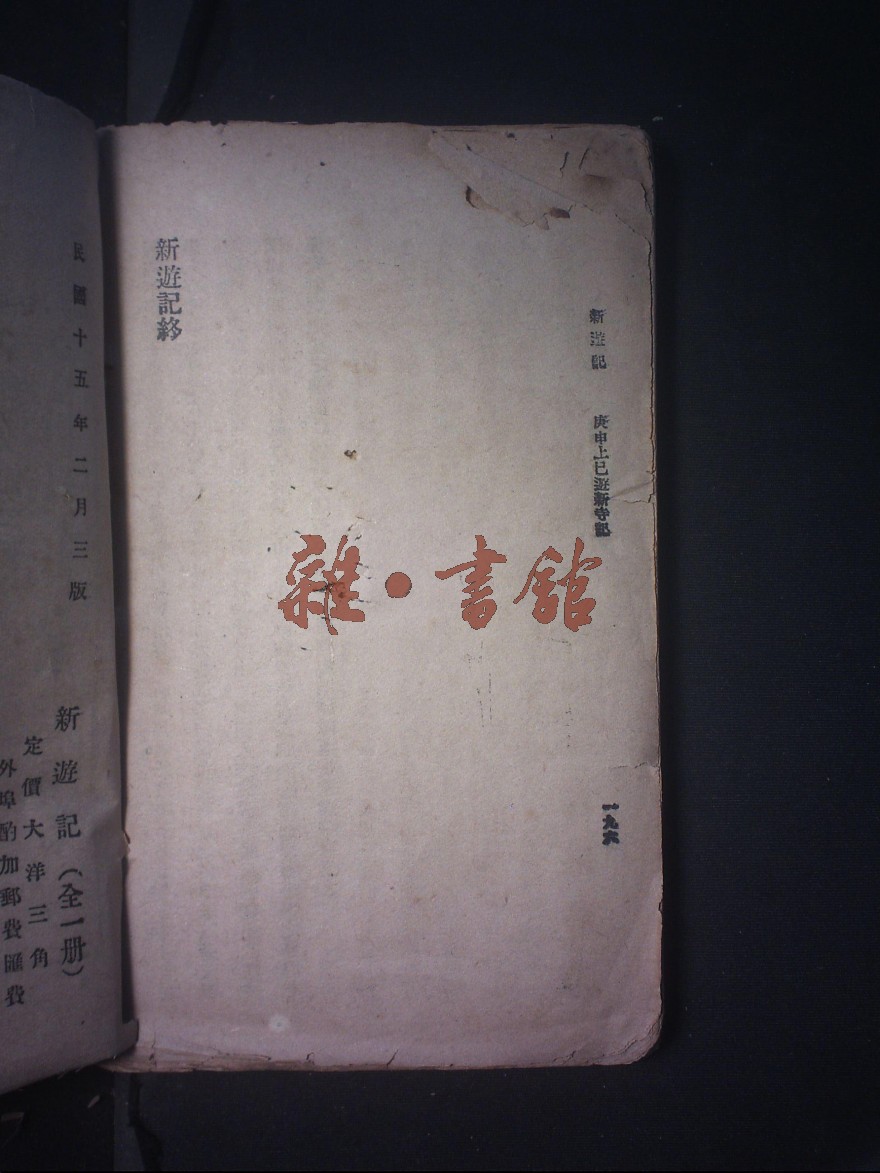 新遊記　庚申上巳遊新寺記
一九六
新遊記終
雜·書館
民國十五年二月三版
新遊記（全一册）
定價大洋三角
外埠酌加郵費匯費